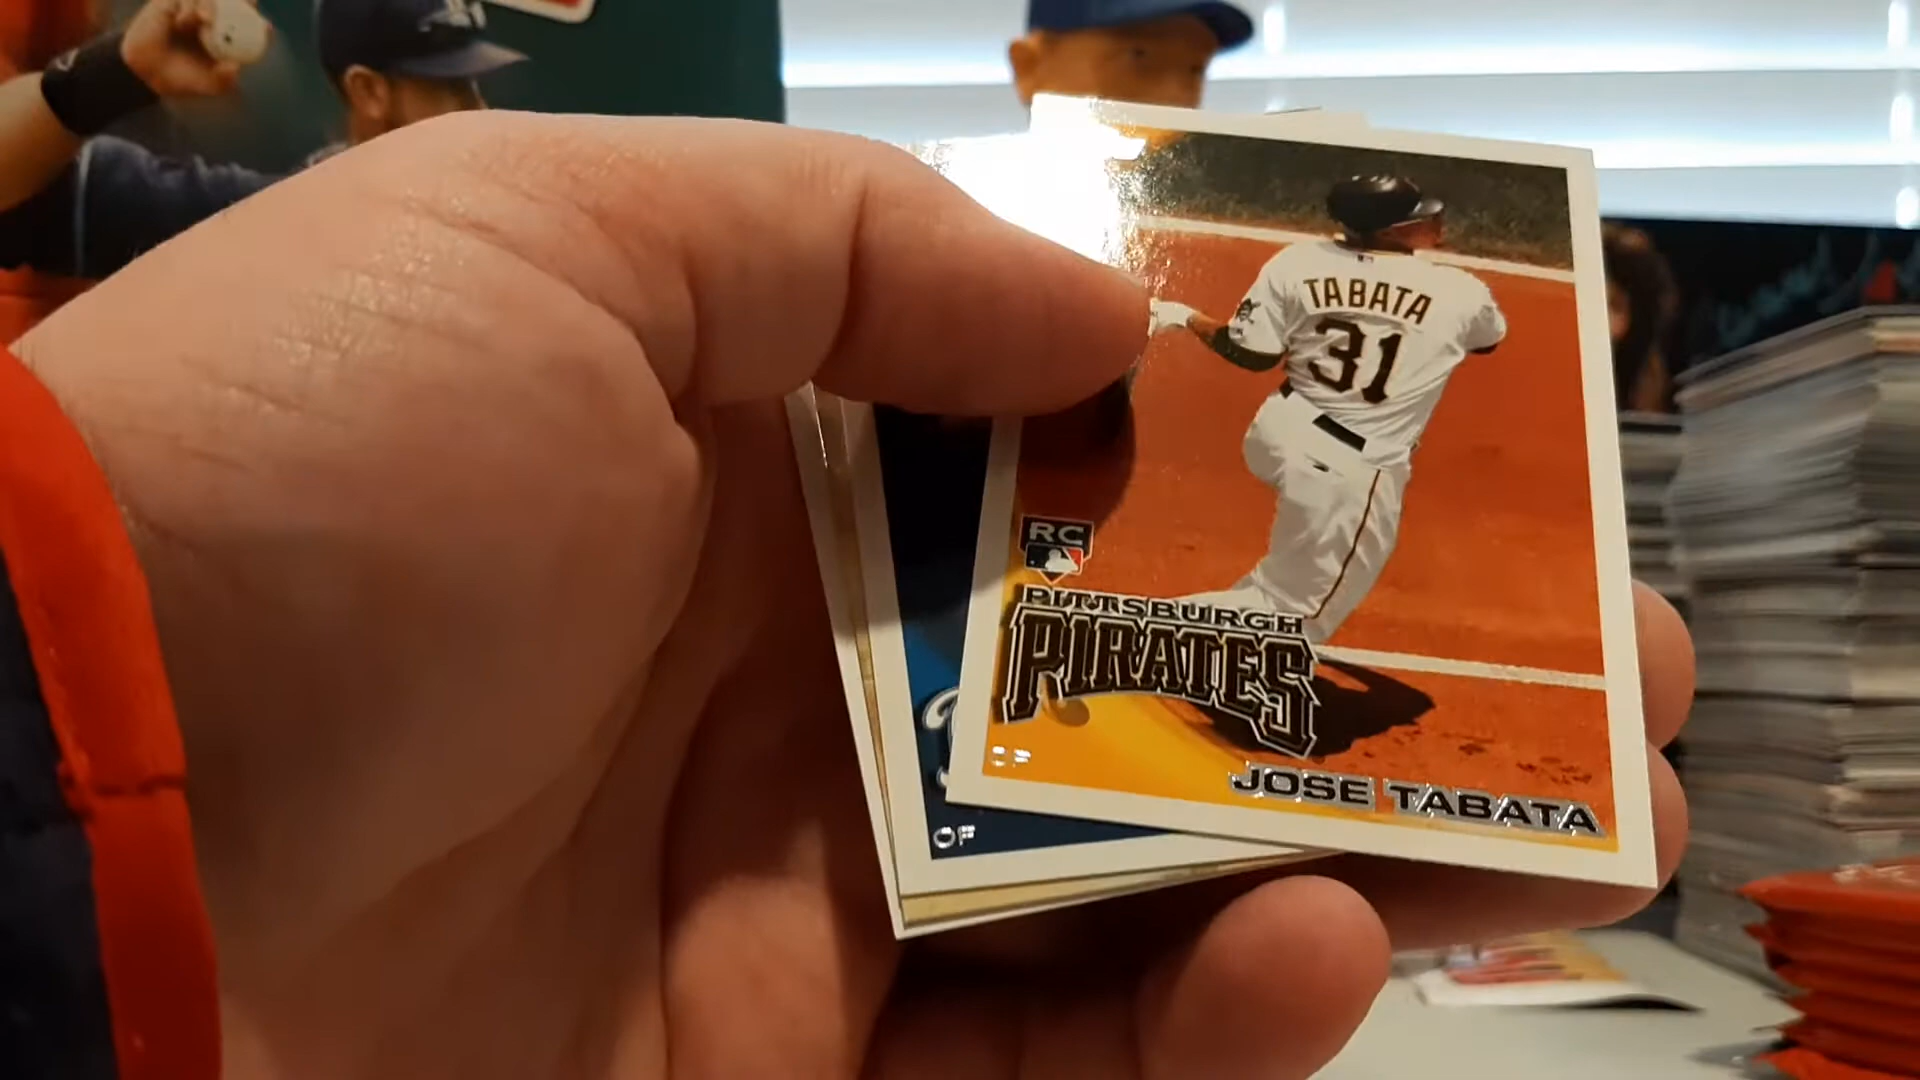 TABATA
31
RC
PITTSBURGH
PIRATES
OF
JOSE TABATA
OF